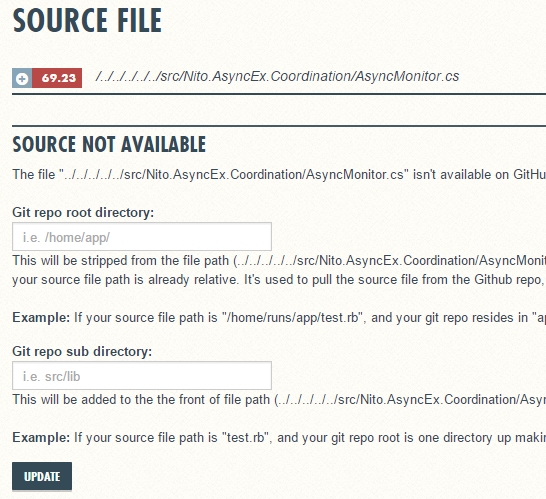 SOURCE FILE
69.23 /../../../../../src/Nito.AsyncEx.Coordination/AsyncMonitor.cs
SOURCE NOT AVAILABLE
The file "../../../../../src/Nito.AsyncEx.Coordination/AsyncMonitor.cs" isn't available on GitHu
Git repo root directory:
i.e. /home/app/
This will be stripped from the file path (../../../../../src/Nito.AsyncEx.Coordination/AsyncMonit
your source file path is already relative. It's used to pull the source file from the Github repo,
Example: If your source file path is "/home/runs/app/test.rb", and your git repo resides in "ap
Git repo sub directory:
i.e. src/lib
This will be added to the the front of file path (../../../../../src/Nito.AsyncEx.Coordination/Asyn
Example: If your source file path is "test.rb", and your git repo root is one directory up makin
UPDATE